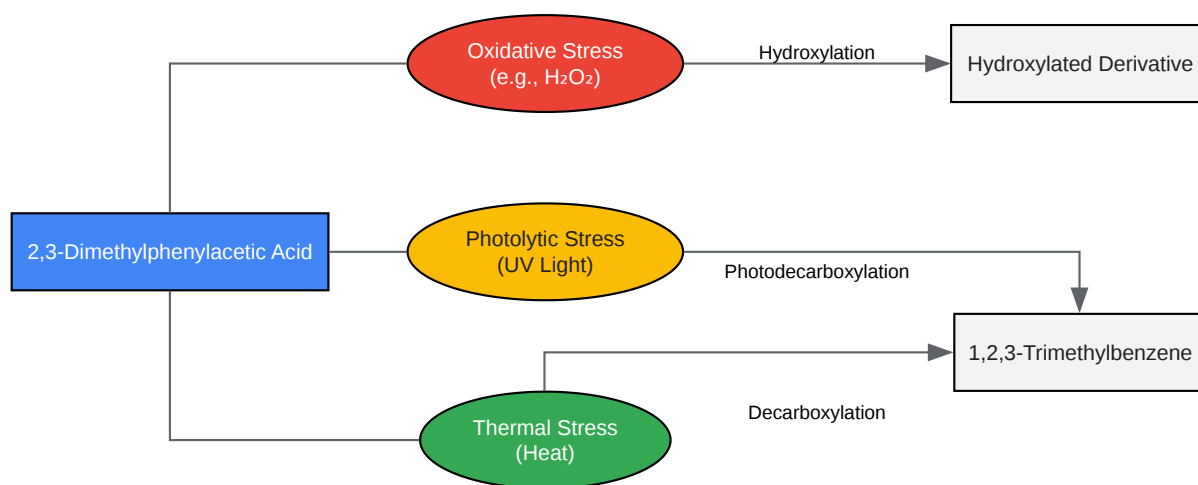 Oxidative Stress
(e.g., H₂O₂)
Hydroxylation
Hydroxylated Derivative
2,3-Dimethylphenylacetic Acid
Photolytic Stress
(UV Light)
Photodecarboxylation
1,2,3-Trimethylbenzene
Decarboxylation
Thermal Stress
(Heat)